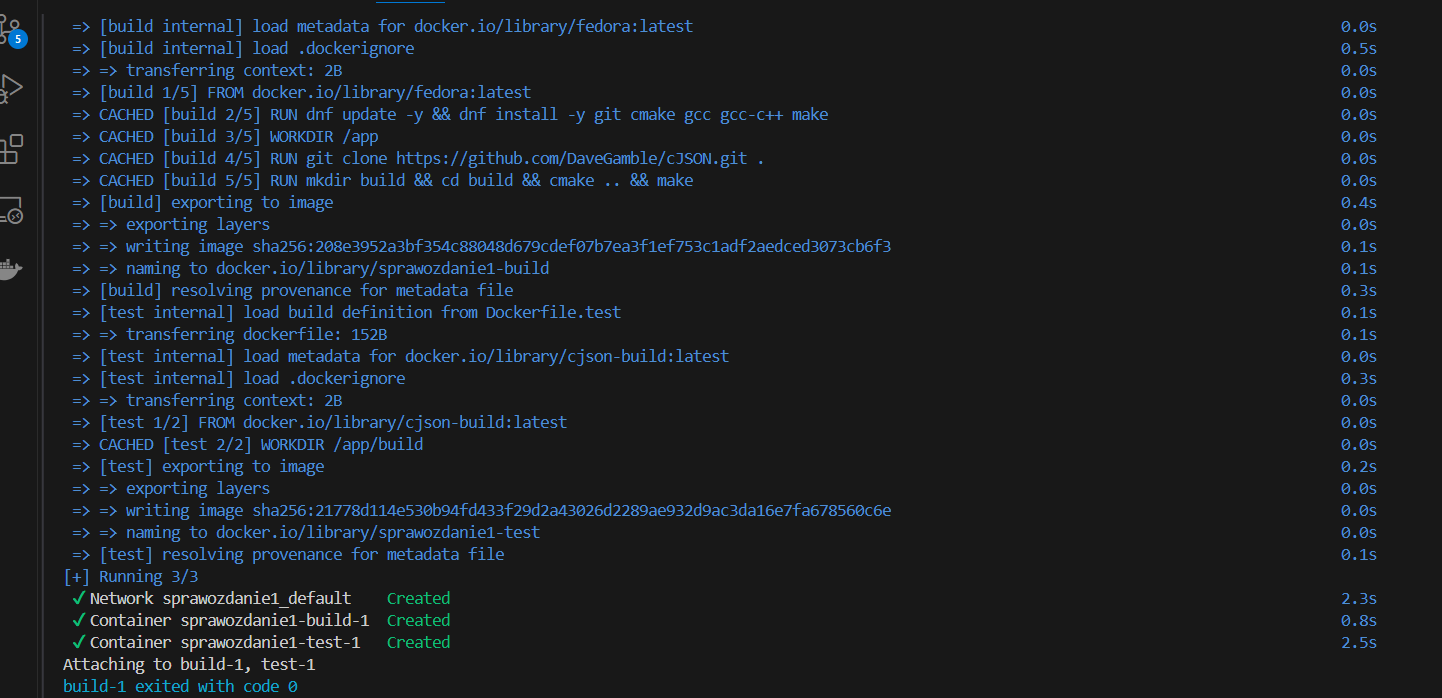 => [build internal] load metadata for docker.io/library/fedora:latest 0.0s
=> [build internal] load .dockerignore 0.5s
=> => transferring context: 2B 0.0s
=> [build 1/5] FROM docker.io/library/fedora:latest 0.0s
=> CACHED [build 2/5] RUN dnf update -y && dnf install -y git cmake gcc gcc-c++ make 0.0s
=> CACHED [build 3/5] WORKDIR /app 0.0s
=> CACHED [build 4/5] RUN git clone https://github.com/DaveGamble/cJSON.git . 0.0s
=> CACHED [build 5/5] RUN mkdir build && cd build && cmake .. && make 0.0s
=> [build] exporting to image 0.4s
=> => exporting layers 0.0s
=> => writing image sha256:208e3952a3bf354c88048d679cdef07b7ea3f1ef753c1adf2aedced3073cb6f3 0.1s
=> => naming to docker.io/library/sprawozdanie1-build 0.1s
=> [build] resolving provenance for metadata file 0.3s
=> [test internal] load build definition from Dockerfile.test 0.1s
=> => transferring dockerfile: 152B 0.1s
=> [test internal] load metadata for docker.io/library/cjson-build:latest 0.0s
=> [test internal] load .dockerignore 0.3s
=> => transferring context: 2B 0.0s
=> [test 1/2] FROM docker.io/library/cjson-build:latest 0.0s
=> CACHED [test 2/2] WORKDIR /app/build 0.0s
=> [test] exporting to image 0.2s
=> => exporting layers 0.0s
=> => writing image sha256:21778d114e530b94fd433f29d2a43026d2289ae932d9ac3da16e7fa678560c6e 0.0s
=> => naming to docker.io/library/sprawozdanie1-test 0.0s
=> [test] resolving provenance for metadata file 0.1s
[+] Running 3/3
✓ Network sprawozdanie1_default Created 2.3s
✓ Container sprawozdanie1-build-1 Created 0.8s
✓ Container sprawozdanie1-test-1 Created 2.5s
Attaching to build-1, test-1
build-1 exited with code 0
5